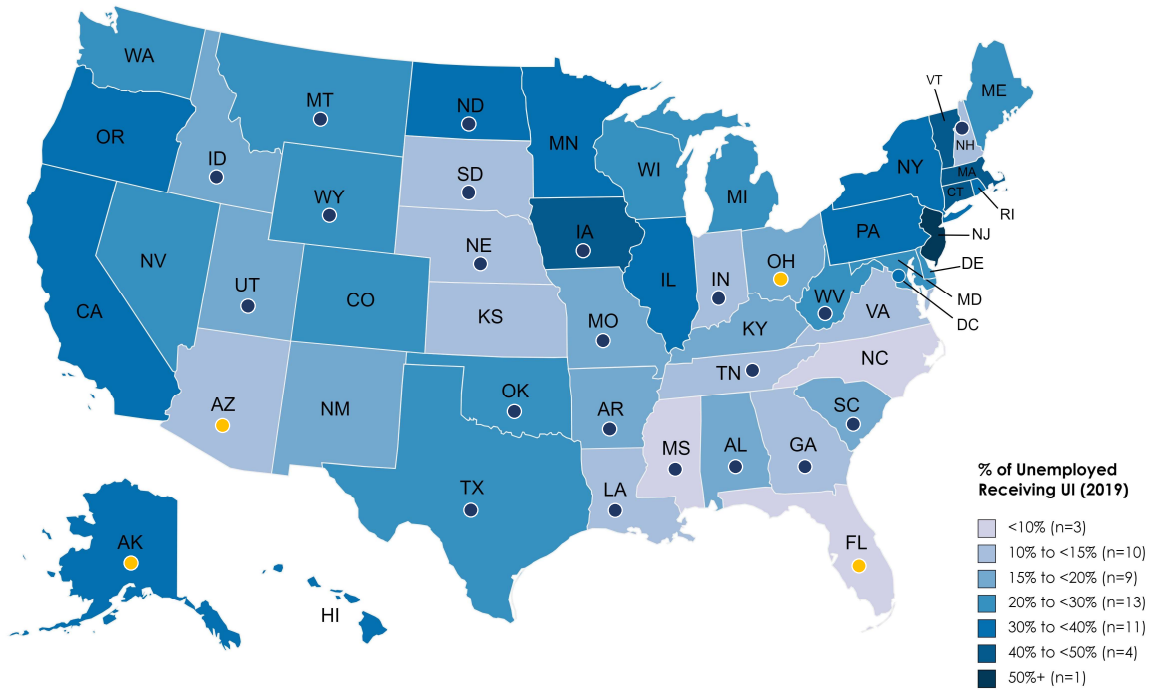 VT
WA
ME
MT
ND
OR
MN
NH
ID
SD
WI
NY
MA
WY
MI
CT
RI
IA
PA
NJ
NE
NV
OH
DE
UT
IL
IN
CA
CO
WV
MD
KS
MO
VA
DC
KY
NC
TN
OK
AZ
NM
AR
SC
MS
AL
GA
TX
LA
AK
FL
HI
% of Unemployed
Receiving UI (2019)
<10% (n=3)
10% to <15% (n=10)
15% to <20% (n=9)
20% to <30% (n=13)
30% to <40% (n=11)
40% to <50% (n=4)
50%+ (n=1)